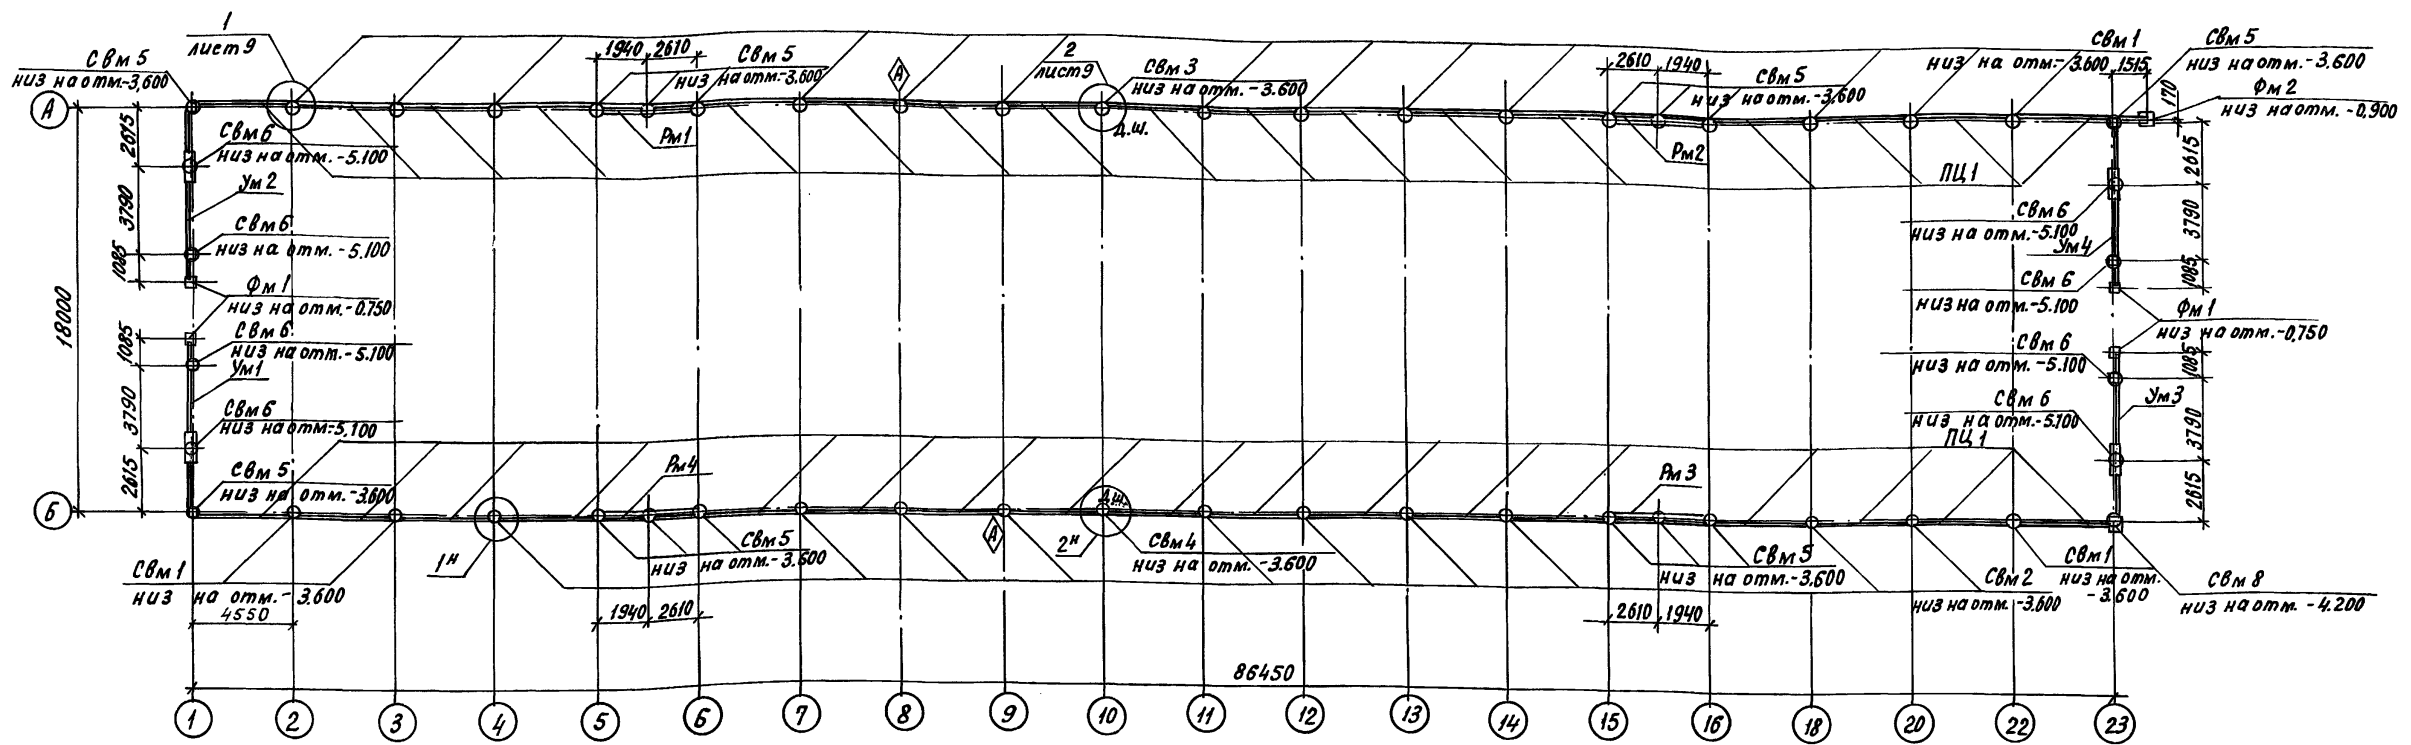 1
лист 9
Свм 5
низ на отм.-3.600
1940
2610
Свм 5
низ на отм.-3.600
А
2
лист 9
Свм 3
низ на отм.-3.600
2610
1940
Свм 5
низ на отм.-3.600
Свм 1
низ на отм.-3.600
1515
Свм 5
низ на отм.-3.600
170
Фм 2
низ на отм.-0.900
А
Д.ш.
Рм1
Рм2
ПЦ 1
2615
3790
1085
18000
1085
3790
2615
Свм 6
низ на отм.-5.100
Ум 2
Свм 6
низ на отм.-5.100
Фм 1
низ на отм.-0.750
Свм 6
низ на отм.-5.100
Ум1
Свм 6
низ на отм.-5.100
Свм 5
низ на отм.-3.600
2615
3790
1085
1085
3790
2615
Свм 6
низ на отм.-5.100
Ум4
Свм 6
низ на отм.-5.100
Фм 1
низ на отм.-0.750
Свм 6
низ на отм.-5.100
Ум 3
Свм 6
низ на отм.-5.100
ПЦ 1
Рм4
Рм 3
Б
Д.ш.
А
1н
2н
Свм 1
низ на отм.-3.600
4550
Свм 5
низ на отм.-3.600
Свм 4
низ на отм.-3.600
Свм 5
низ на отм.-3.600
Свм 2
низ на отм.-3.600
Свм 1
низ на отм.
-3.600
Свм 8
низ на отм.-4.200
1940
2610
2610
1940
86450
1 2 3 4 5 6 7 8 9 10 11 12 13 14 15 16 18 20 22 23